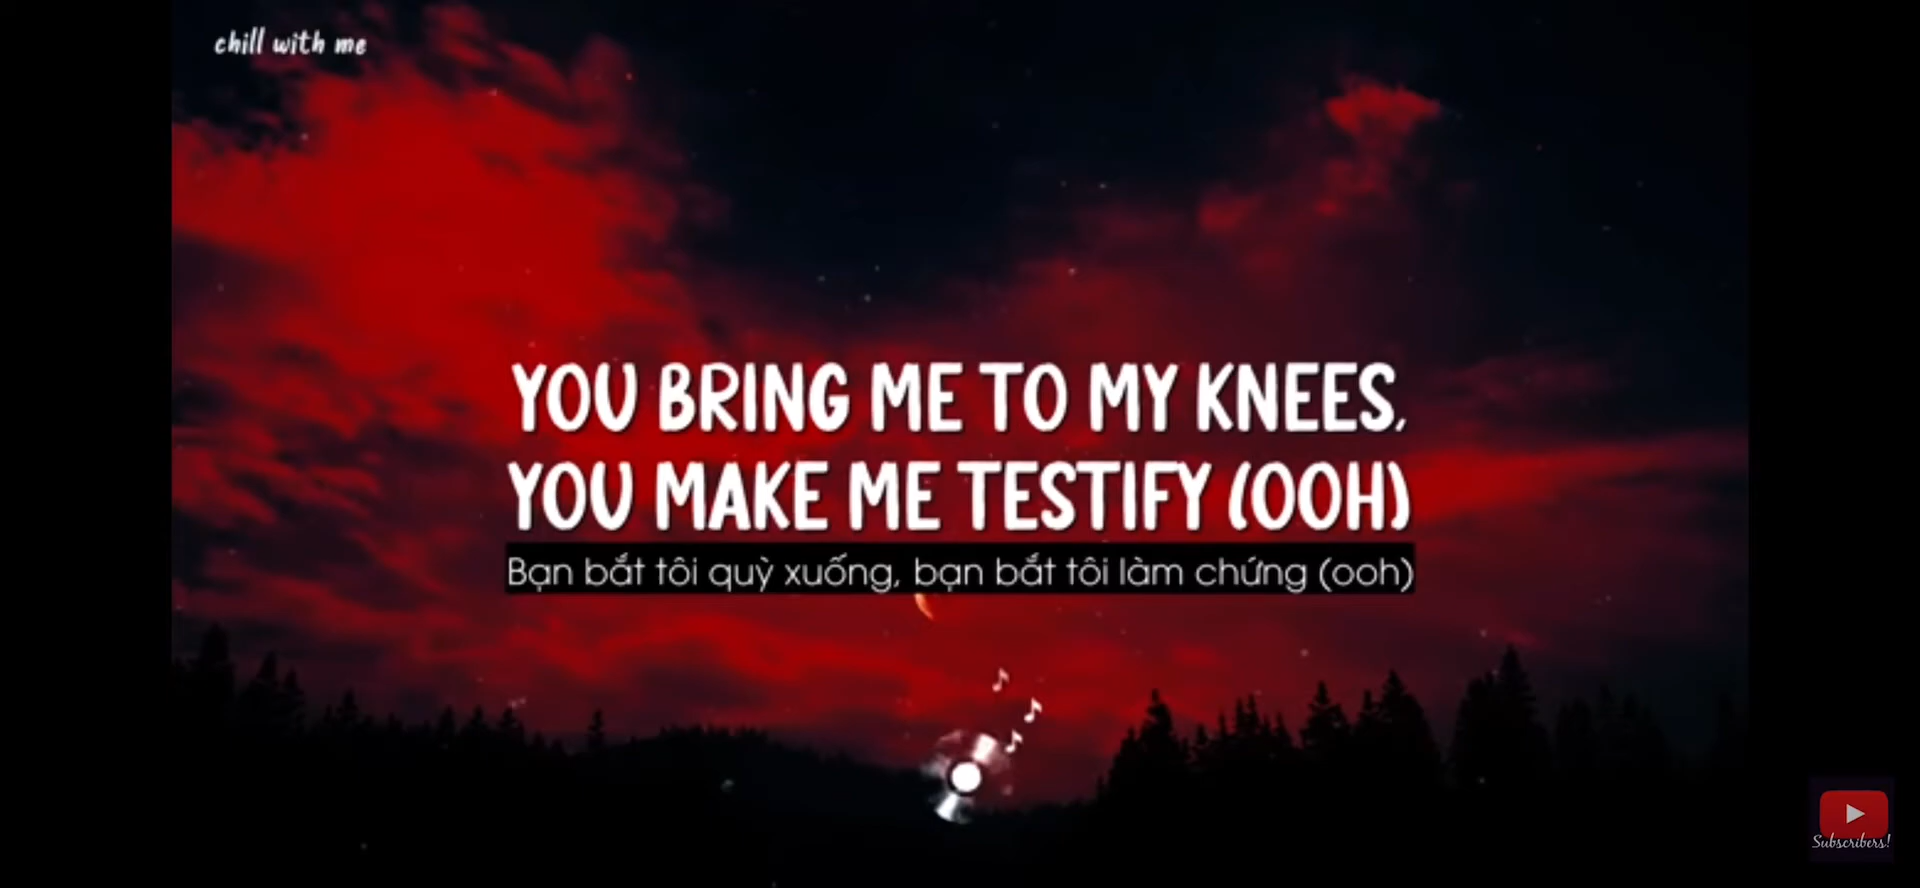 chill with me
YOU BRING ME TO MY KNEES,
YOU MAKE ME TESTIFY (OOH)
Bạn bắt tôi quỳ xuống, bạn bắt tôi làm chứng (ooh)
Subscribers!